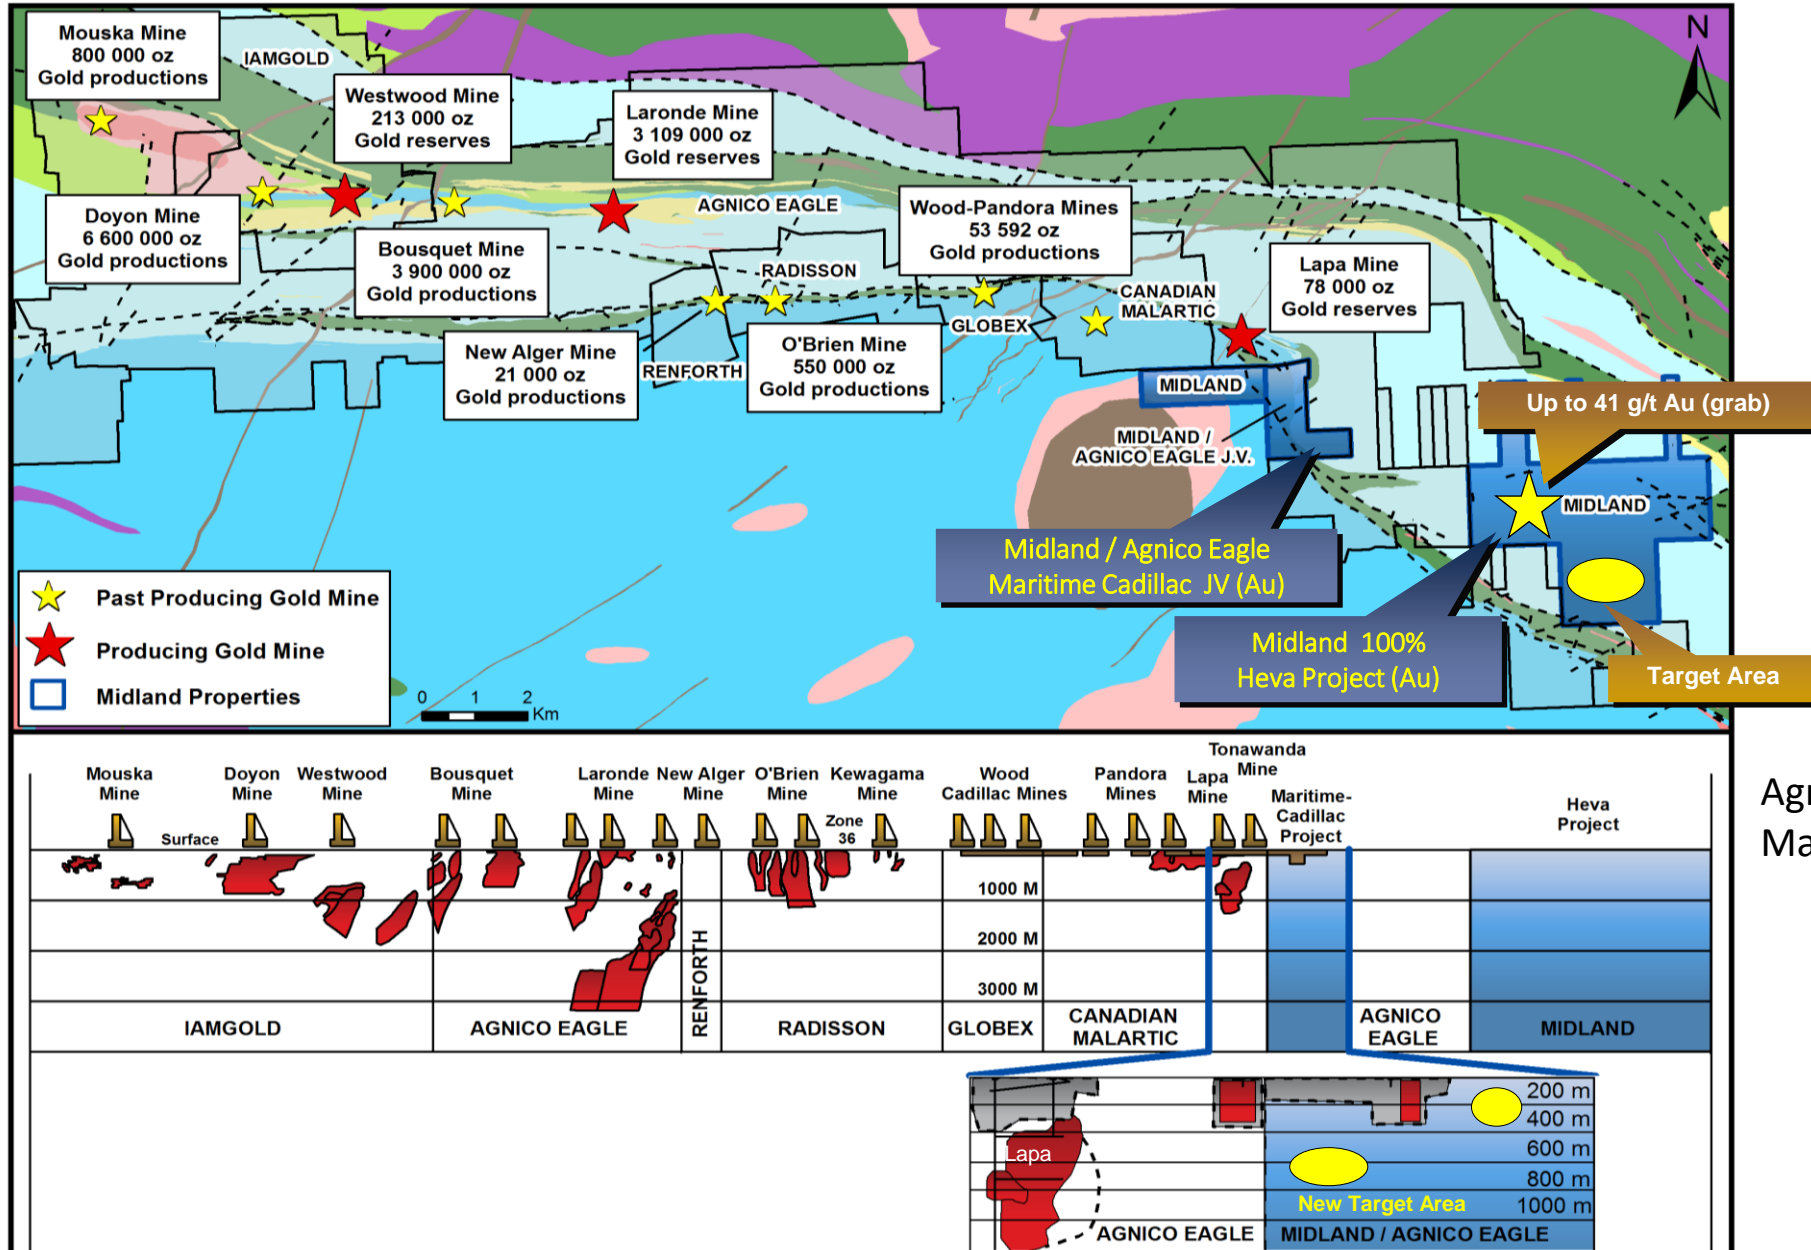 Mouska Mine
800 000 oz
Gold productions
IAMGOLD
Westwood Mine
213 000 oz
Gold reserves
Laronde Mine
3 109 000 oz
Gold reserves
N
Doyon Mine
6 600 000 oz
Gold productions
Bousquet Mine
3 900 000 oz
Gold productions
AGNICO EAGLE
Wood-Pandora Mines
53 592 oz
Gold productions
RADISSON
Lapa Mine
78 000 oz
Gold reserves
CANADIAN
MALARTIC
GLOBEX
New Alger Mine
21 000 oz
Gold productions
RENFORTH
O'Brien Mine
550 000 oz
Gold productions
MIDLAND
MIDLAND /
AGNICO EAGLE J.V.
Up to 41 g/t Au (grab)
MIDLAND
Midland / Agnico Eagle
Maritime Cadillac JV (Au)
Midland 100%
Heva Project (Au)
Target Area
Past Producing Gold Mine
Producing Gold Mine
Midland Properties
0 1 2
Km
Mouska
Mine
Surface
Doyon
Mine
Westwood
Mine
Bousquet
Mine
Laronde
Mine
New Alger
Mine
O'Brien
Mine
Zone
36
Kewagama
Mine
Wood
Cadillac Mines
Pandora
Mines
Lapa
Mine
Tonawanda
Mine
Maritime-
Cadillac
Project
Heva
Project
1000 M
2000 M
3000 M
IAMGOLD
AGNICO EAGLE
RENFORTH
RADISSON
GLOBEX
CANADIAN
MALARTIC
AGNICO
EAGLE
MIDLAND
200 m
400 m
600 m
800 m
1000 m
Lapa
New Target Area
AGNICO EAGLE
MIDLAND / AGNICO EAGLE